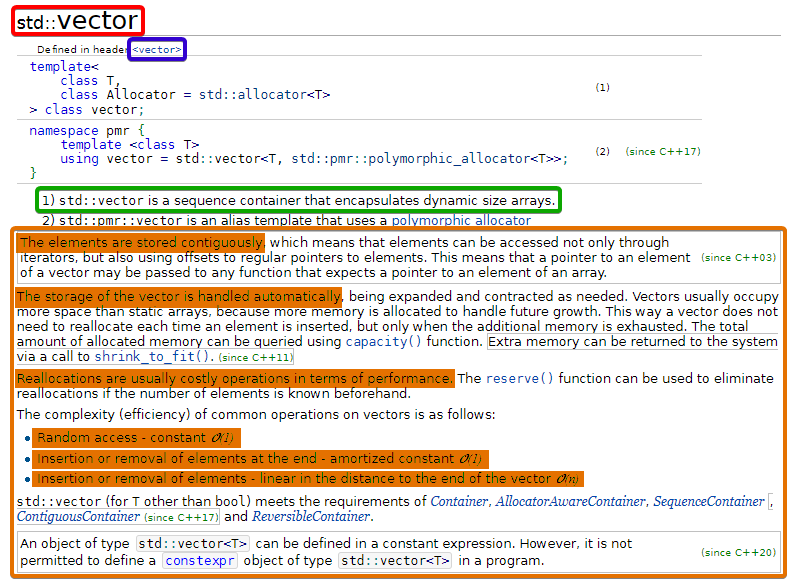 std::vector
Defined in header <vector>
template<
    class T,
    class Allocator = std::allocator<T>
> class vector;
(1)
namespace pmr {
    template <class T>
    using vector = std::vector<T, std::pmr::polymorphic_allocator<T>>;
}
(2) (since C++17)
1) std::vector is a sequence container that encapsulates dynamic size arrays.
2) std::pmr::vector is an alias template that uses a polymorphic allocator
The elements are stored contiguously, which means that elements can be accessed not only through
iterators, but also using offsets to regular pointers to elements. This means that a pointer to an element
of a vector may be passed to any function that expects a pointer to an element of an array.
(since C++03)
The storage of the vector is handled automatically, being expanded and contracted as needed. Vectors usually occupy
more space than static arrays, because more memory is allocated to handle future growth. This way a vector does not
need to reallocate each time an element is inserted, but only when the additional memory is exhausted. The total
amount of allocated memory can be queried using capacity() function. Extra memory can be returned to the system
via a call to shrink_to_fit(). (since C++11)
Reallocations are usually costly operations in terms of performance. The reserve() function can be used to eliminate
reallocations if the number of elements is known beforehand.
The complexity (efficiency) of common operations on vectors is as follows:
• Random access - constant 𝓞(1)
• Insertion or removal of elements at the end - amortized constant 𝓞(1)
• Insertion or removal of elements - linear in the distance to the end of the vector 𝓞(n)
std::vector (for T other than bool) meets the requirements of Container, AllocatorAwareContainer, SequenceContainer ,
ContiguousContainer (since C++17) and ReversibleContainer.
An object of type std::vector<T> can be defined in a constant expression. However, it is not
permitted to define a constexpr object of type std::vector<T> in a program.
(since C++20)